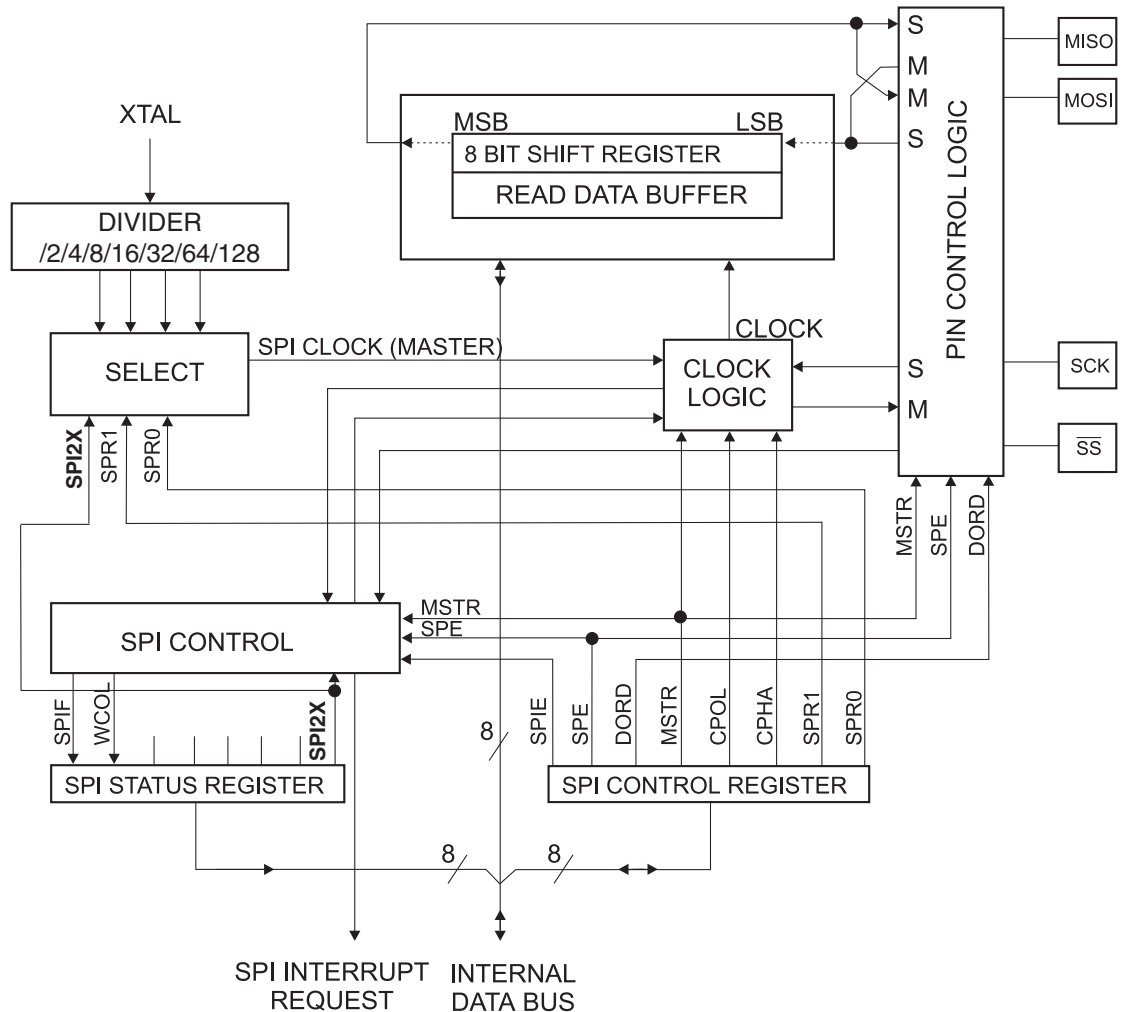 S
MISO
M
M
MOSI
XTAL
MSB
LSB
S
8 BIT SHIFT REGISTER
READ DATA BUFFER
PIN CONTROL LOGIC
DIVIDER
/2/4/8/16/32/64/128
SPI CLOCK (MASTER)
CLOCK
SELECT
CLOCK
LOGIC
S
SCK
M
SPI2X
SPR1
SPR0
SS
MSTR
SPE
DORD
MSTR
SPE
SPI CONTROL
SPIF
WCOL
SPI2X
8
SPIE
SPE
DORD
MSTR
CPOL
CPHA
SPR1
SPR0
SPI STATUS REGISTER
SPI CONTROL REGISTER
8
8
SPI INTERRUPT
REQUEST
INTERNAL
DATA BUS